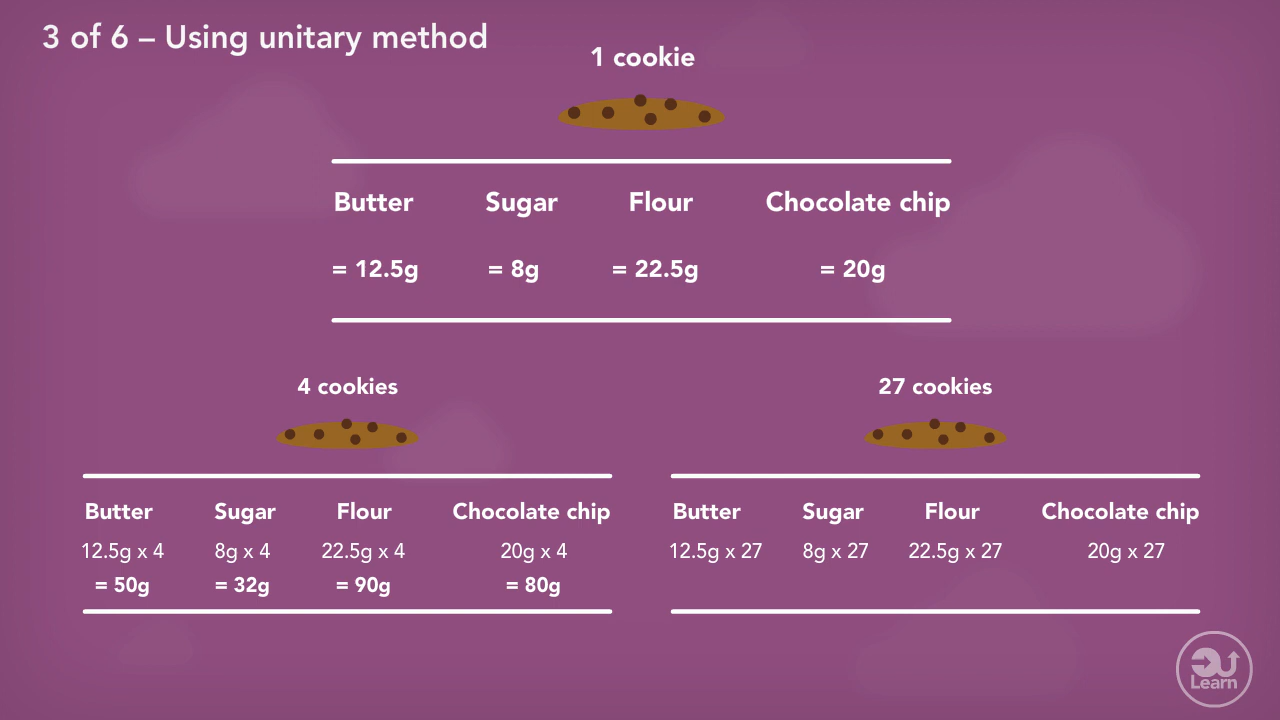 3 of 6 – Using unitary method
1 cookie
Butter Sugar Flour Chocolate chip
= 12.5g = 8g = 22.5g = 20g
4 cookies
Butter Sugar Flour Chocolate chip
12.5g x 4 8g x 4 22.5g x 4 20g x 4
= 50g = 32g = 90g = 80g
27 cookies
Butter Sugar Flour Chocolate chip
12.5g x 27 8g x 27 22.5g x 27 20g x 27
Learn